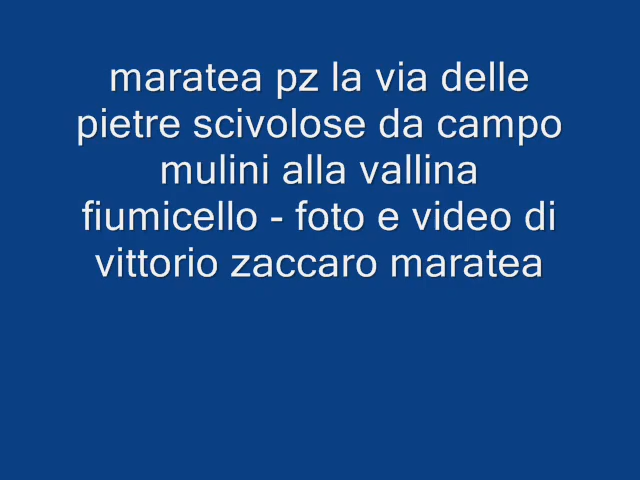 maratea pz la via delle
pietre scivolose da campo
mulini alla vallina
fiumicello - foto e video di
vittorio zaccaro maratea